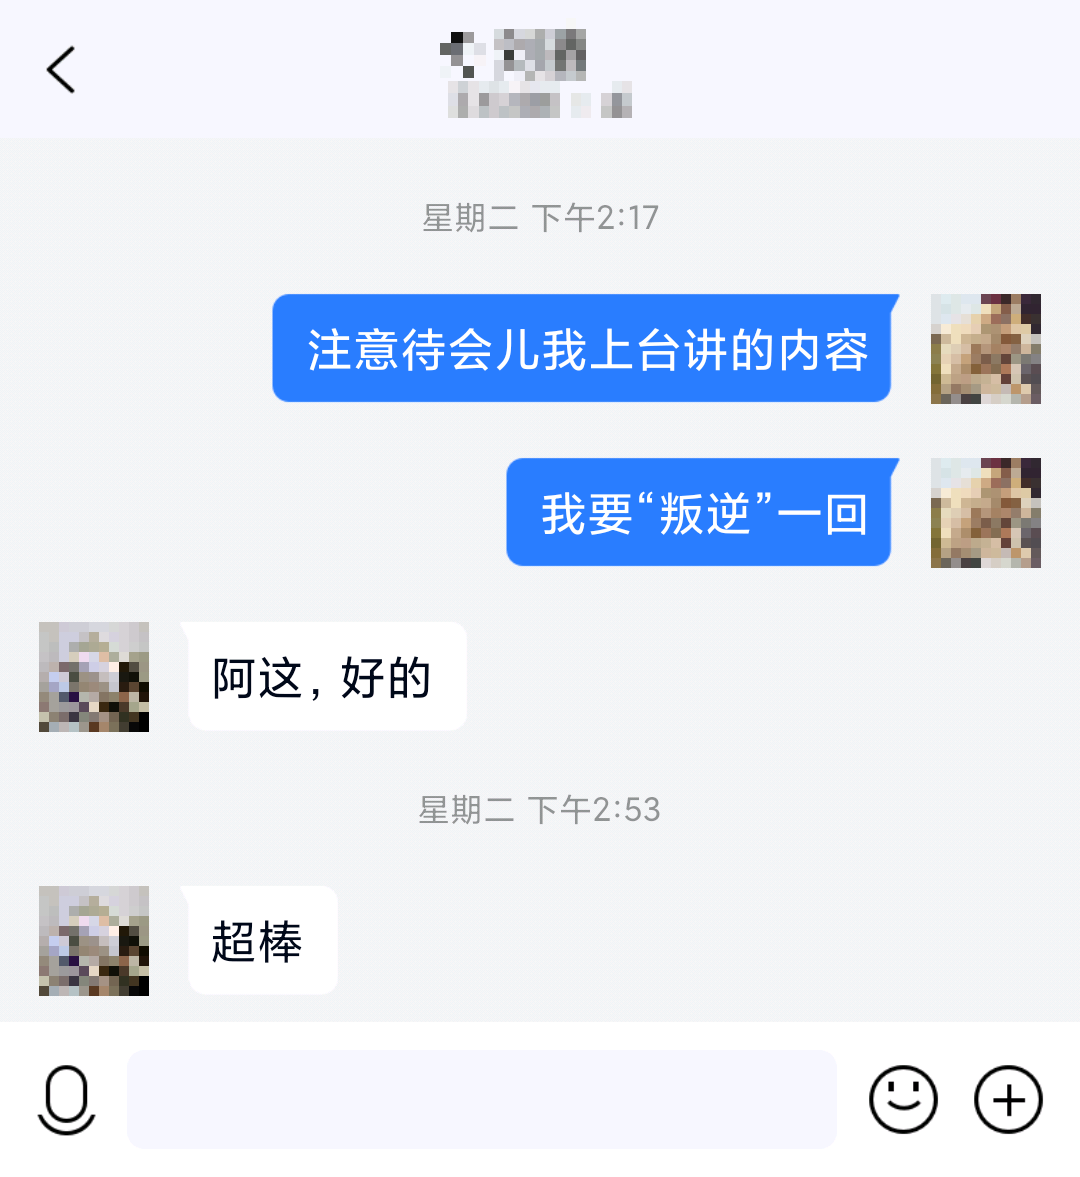 星期二 下午2:17
注意待会儿我上台讲的内容
我要“叛逆”一回
阿这，好的
星期二 下午2:53
超棒